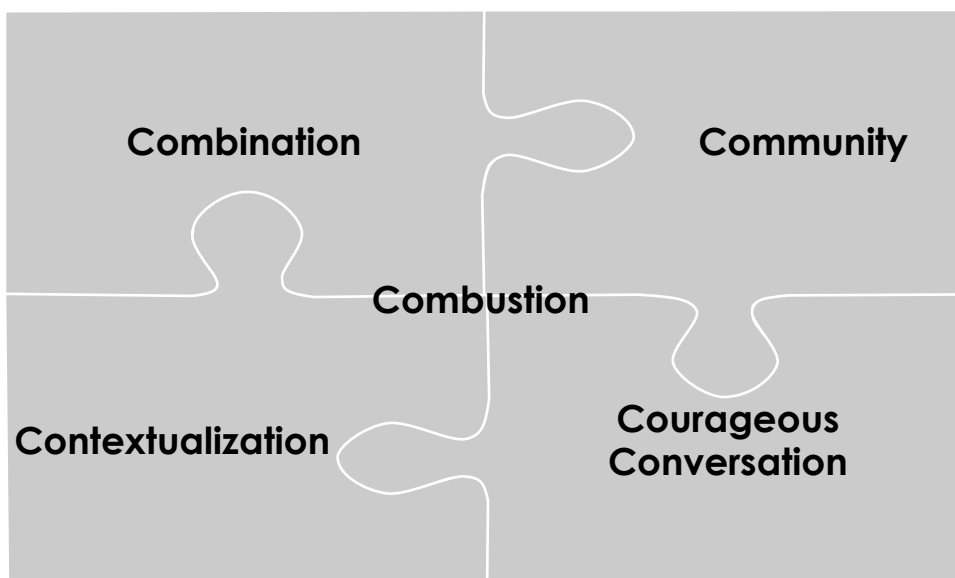 Combination
Community
Combustion
Contextualization
Courageous
Conversation